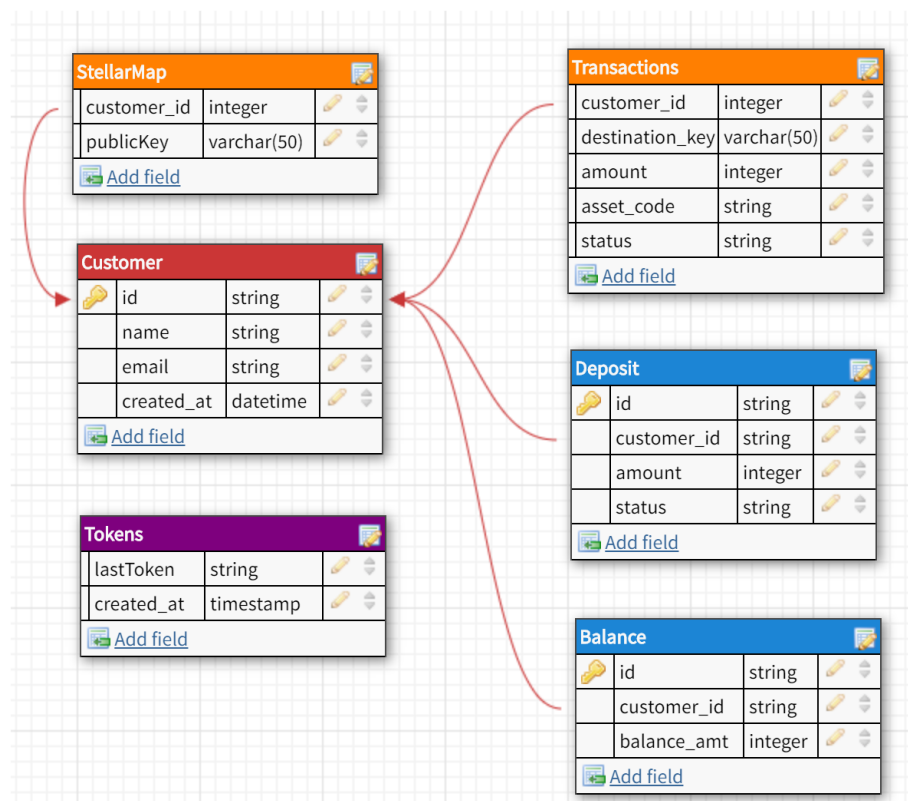 StellarMap
customer_id integer
publicKey varchar(50)
Add field
Customer
id string
name string
email string
created_at datetime
Add field
Tokens
lastToken string
created_at timestamp
Add field
Transactions
customer_id integer
destination_key varchar(50)
amount integer
asset_code string
status string
Add field
Deposit
id string
customer_id string
amount integer
status string
Add field
Balance
id string
customer_id string
balance_amt integer
Add field